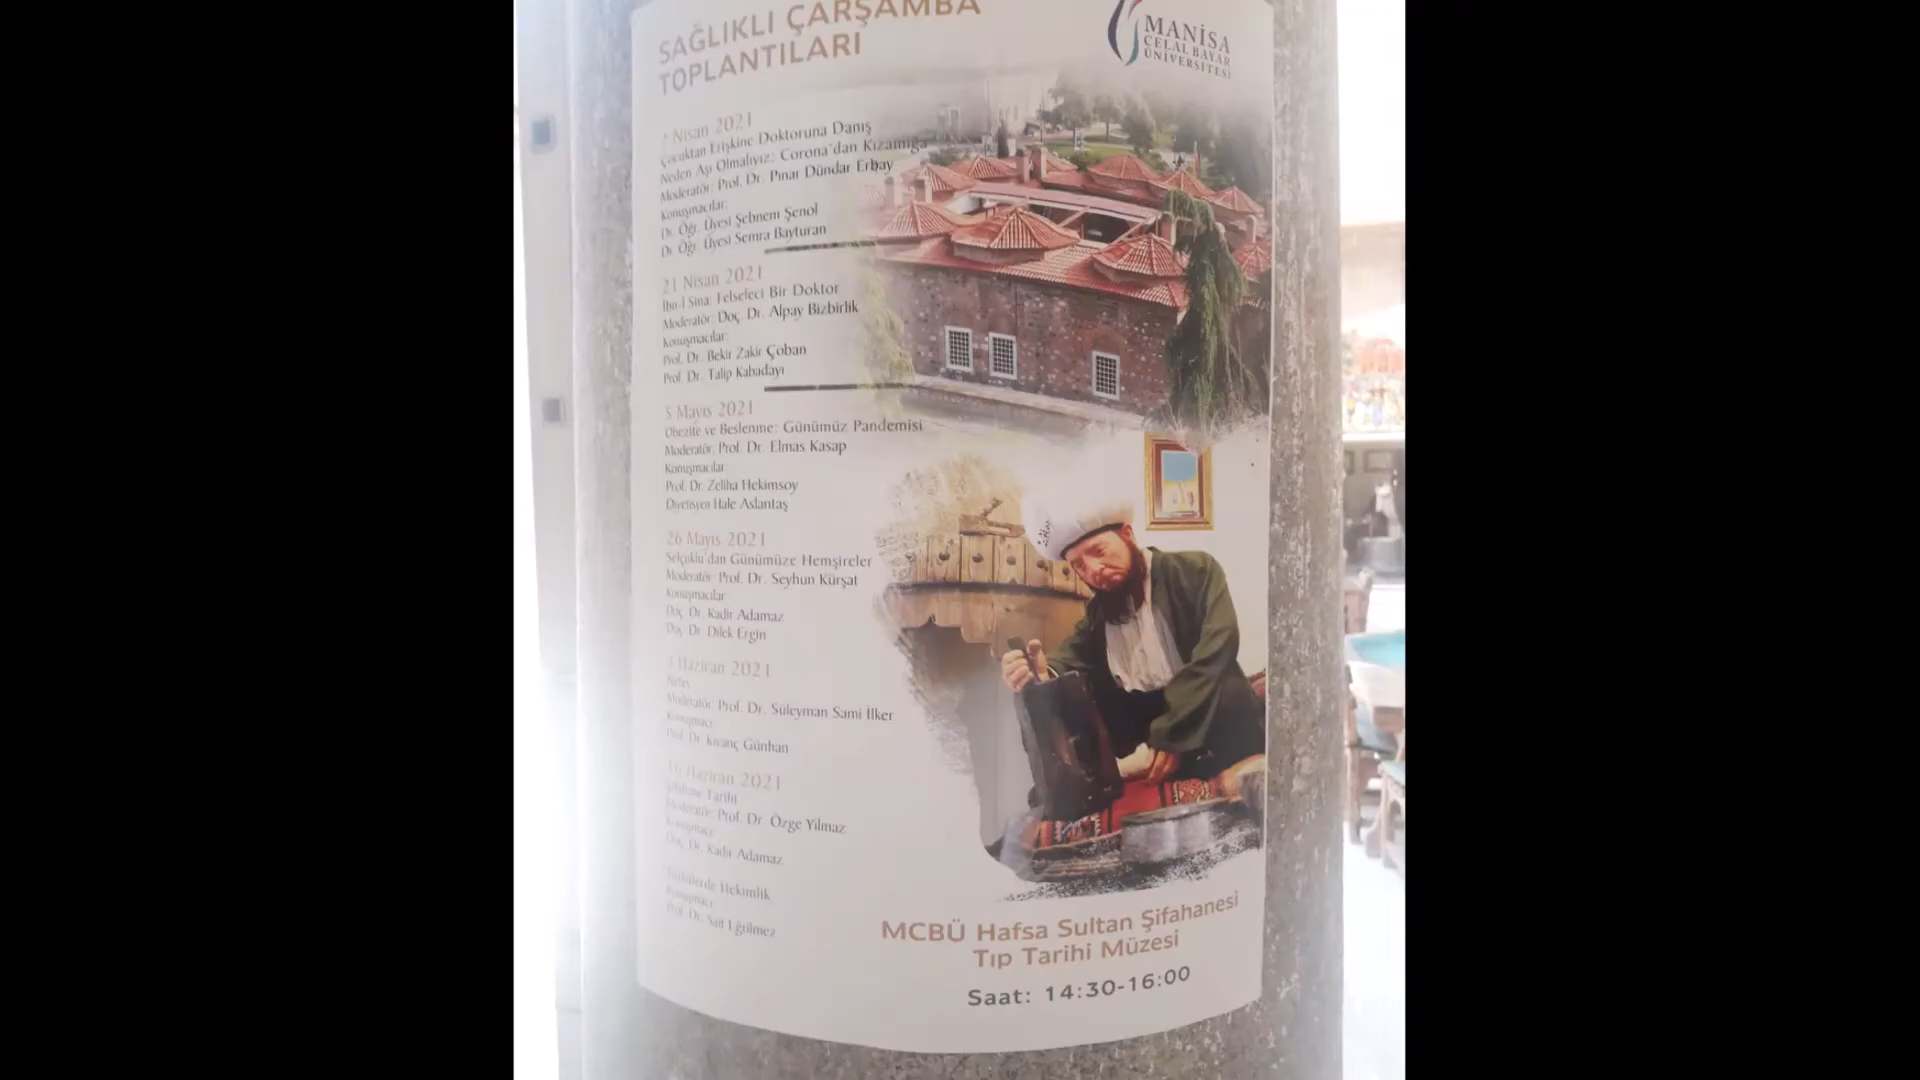 SAĞLIKLI ÇARŞAMBA
TOPLANTILARI
MANİSA
CELAL BAYAR
ÜNİVERSİTESİ
7 Nisan 2021
Çocuktan Erişkine Doktoruna Danış
Neden Aşı Olmalıyız: Corona'dan Kızamığa
Moderatör: Prof. Dr. Pınar Dündar Erbay
Konuşmacılar:
Dr. Öğr. Üyesi Şebnem Şenol
Dr. Öğr. Üyesi Semra Bayturan
21 Nisan 2021
İbn-i Sina: Felsefeci Bir Doktor
Moderatör: Doç. Dr. Alpay Bizbirlik
Konuşmacılar:
Prof. Dr. Bekir Zakir Çoban
Prof. Dr. Talip Kabadayı
5 Mayıs 2021
Obezite ve Beslenme: Günümüz Pandemisi
Moderatör: Prof. Dr. Elmas Kasap
Konuşmacılar:
Prof. Dr. Zeliha Hekimsoy
Diyetisyen Hale Aslantaş
26 Mayıs 2021
Selçuklu'dan Günümüze Hemşireler
Moderatör: Prof. Dr. Seyhun Kürşat
Konuşmacılar
Doç. Dr. Kadir Adamaz
Doç. Dr. Dilek Ergin
Haziran 2021
Nefes
Moderatör: Prof. Dr. Süleyman Sami İlker
Konuşmacı:
Prof. Dr. Kıvanç Günhan
16 Haziran 2021
Şifahane Tarihi
Moderatör: Prof. Dr. Özge Yılmaz
Konuşmacı:
Doç. Dr. Kadir Adamaz
Hekimlik
Konuşmacı:
Prof. Dr. Sait Eğrilmez
MCBÜ Hafsa Sultan Şifahanesi
Tıp Tarihi Müzesi
Saat: 14:30-16:00